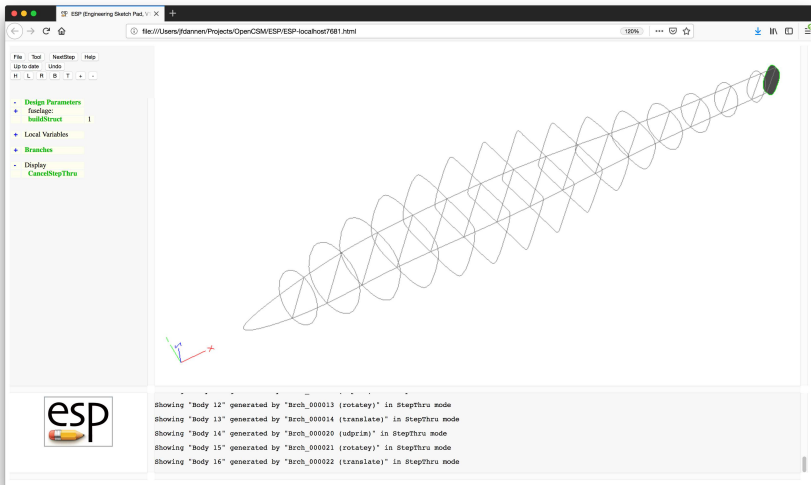 ESP (Engineering Sketch Pad, V
file:///Users/jfdannen/Projects/OpenCSM/ESP/ESP-localhost7681.html
120%
File Tool NextStep Help
Up to date Undo
H L R B T + -
- Design Parameters
+ fuselage:
buildStruct 1
+ Local Variables
+ Branches
- Display
CancelStepThru
X
esp
Showing "Body 12" generated by "Brch_000013 (rotatey)" in StepThru mode
Showing "Body 13" generated by "Brch_000014 (translate)" in StepThru mode
Showing "Body 14" generated by "Brch_000020 (udprim)" in StepThru mode
Showing "Body 15" generated by "Brch_000021 (rotatey)" in StepThru mode
Showing "Body 16" generated by "Brch_000022 (translate)" in StepThru mode